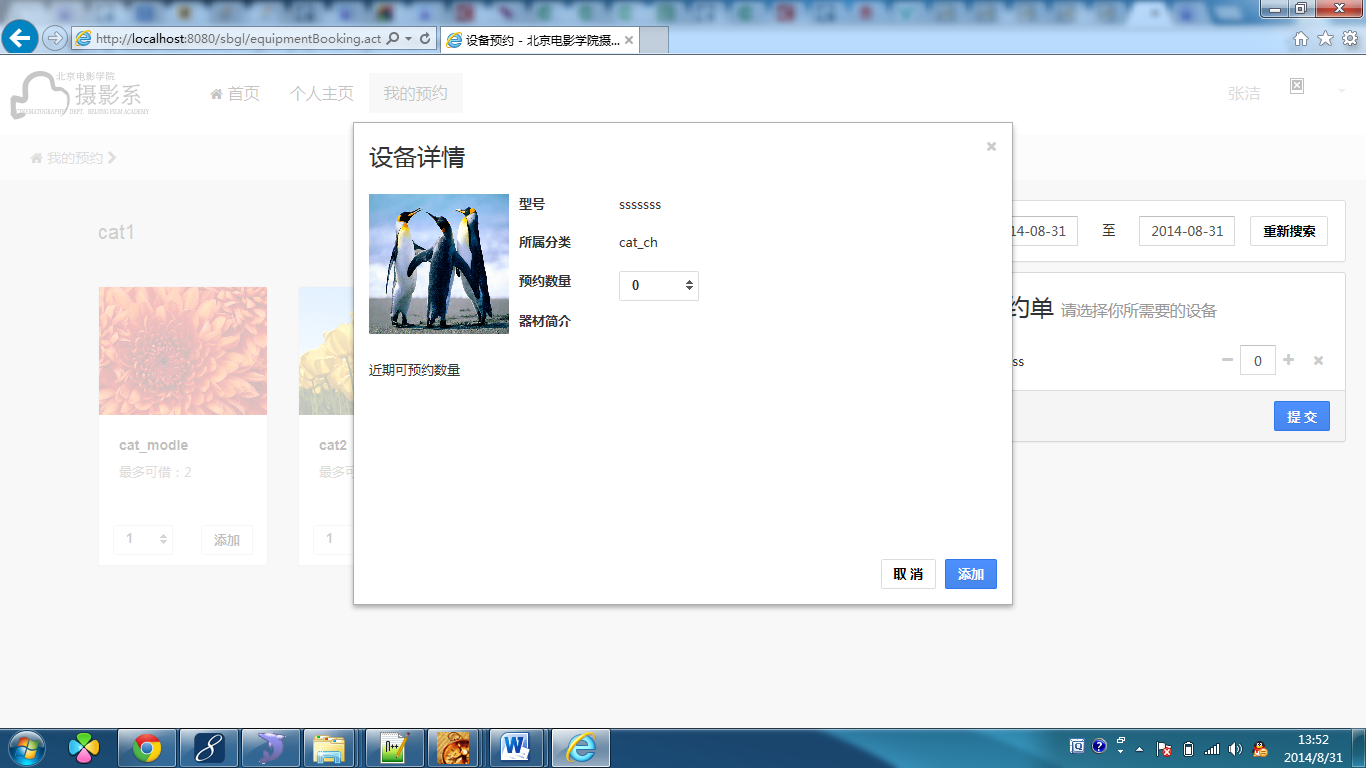 http://localhost:8080/sbgl/equipmentBooking.act
设备预约 - 北京电影学院摄...
北京电影学院
摄影系
CINEMATOGRAPHY DEPT. BEIJING FILM ACADEMY
首页
个人主页
我的预约
张洁
我的预约
设备详情
型号
sssssss
所属分类
cat_ch
预约数量
0
器材简介
近期可预约数量
取 消
添加
cat1
cat_modle
最多可借：2
1
添加
cat2
最多可
1
14-08-31
至
2014-08-31
重新搜索
约单 请选择你所需要的设备
ss
0
提 交
13:52
2014/8/31